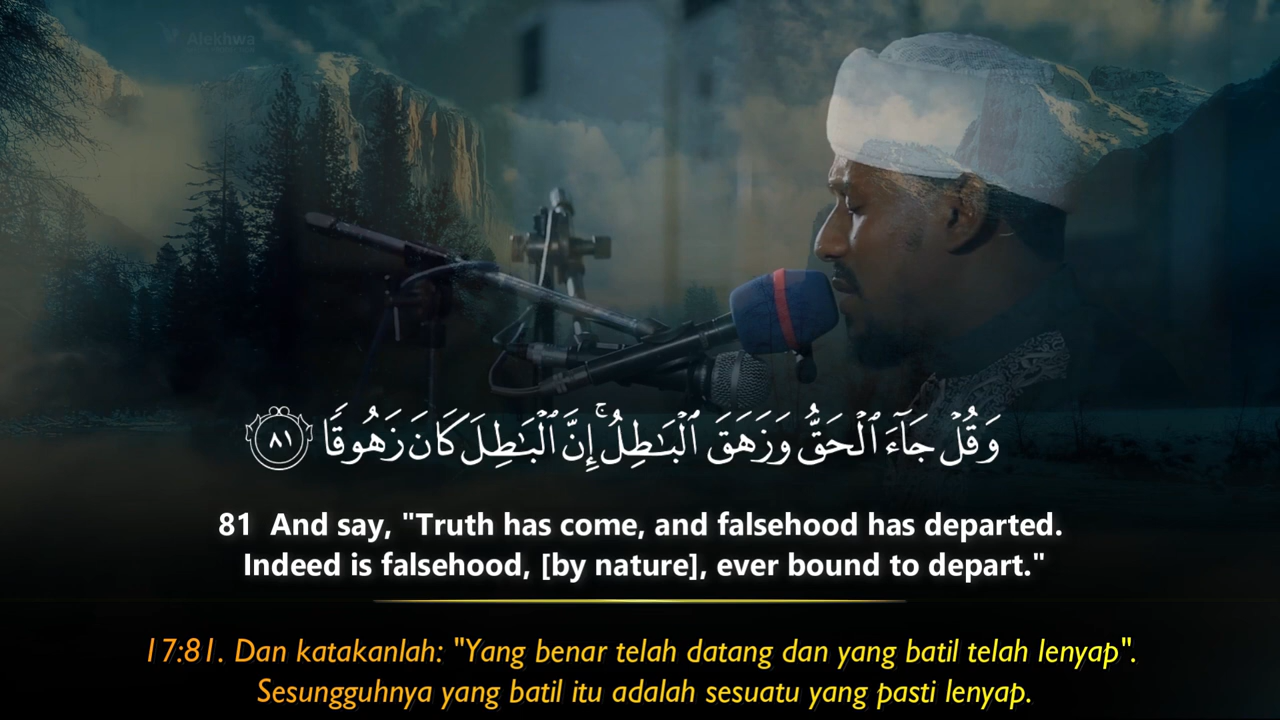 Alekhwa
وَقُلۡ جَآءَ ٱلۡحَقُّ وَزَهَقَ ٱلۡبَٰطِلُۚ إِنَّ ٱلۡبَٰطِلَ كَانَ زَهُوقٗا ٨١
81 And say, "Truth has come, and falsehood has departed.
Indeed is falsehood, [by nature], ever bound to depart."
17:81. Dan katakanlah: "Yang benar telah datang dan yang batil telah lenyap".
Sesungguhnya yang batil itu adalah sesuatu yang pasti lenyap.